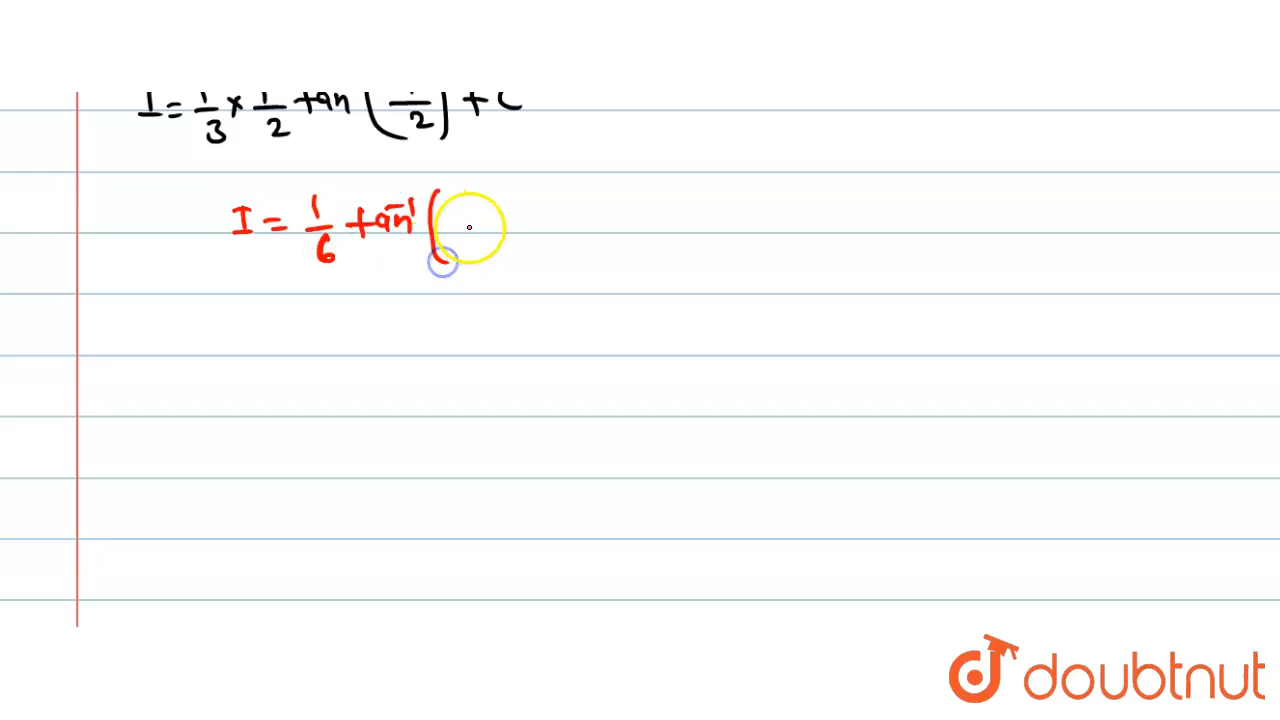 I = 1/3 × 1/2 tan ( /2) + C
I = 1/6 tan⁻¹ (
doubtnut